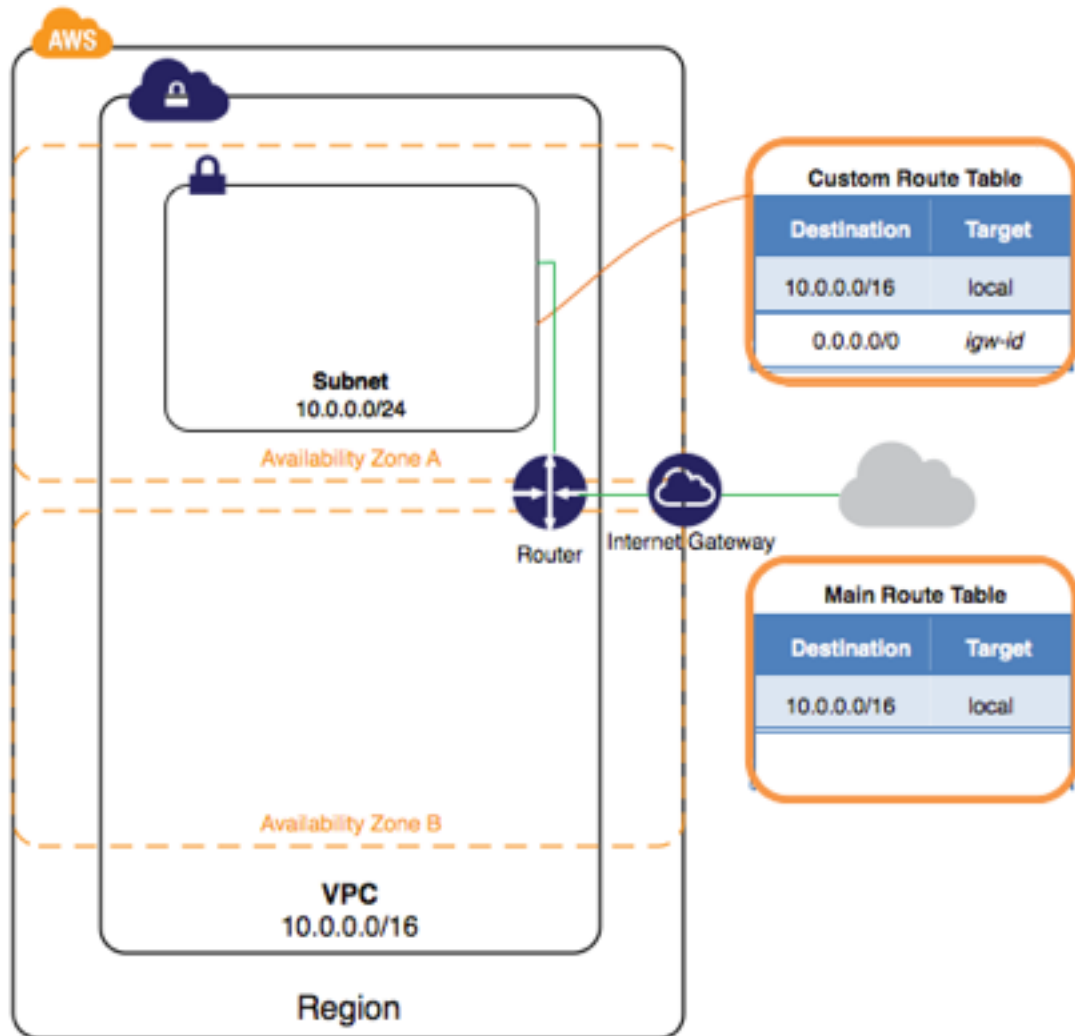 AWS
Custom Route Table
Destination Target
10.0.0.0/16 local
0.0.0.0/0 igw-id
Subnet
10.0.0.0/24
Availability Zone A
Router
Internet Gateway
Main Route Table
Destination Target
10.0.0.0/16 local
Availability Zone B
VPC
10.0.0.0/16
Region